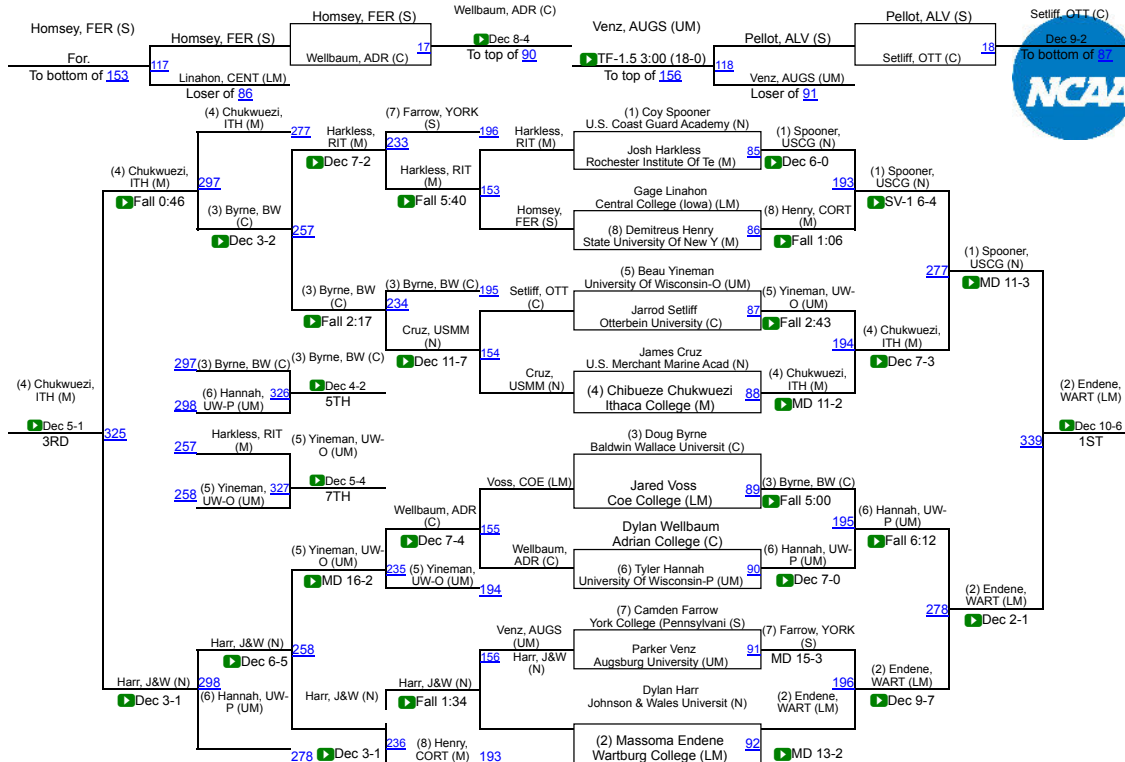 Homsey, FER (S)
Homsey, FER (S)
Homsey, FER (S)
Wellbaum, ADR (C)
Venz, AUGS (UM)
Pellot, ALV (S)
Pellot, ALV (S)
Setliff, OTT (C)
For.
117
Wellbaum, ADR (C)
17
Dec 8-4
TF-1.5 3:00 (18-0)
118
Setliff, OTT (C)
18
Dec 9-2
To bottom of 153
Linahon, CENT (LM)
To top of 90
To top of 156
Venz, AUGS (UM)
To bottom of 87
Loser of 86
Loser of 91
NCAA
(4) Chukwuezi,
ITH (M)
277
Harkless,
RIT (M)
Dec 7-2
(7) Farrow, YORK
(S)
196
233
Harkless,
RIT (M)
(1) Coy Spooner
U.S. Coast Guard Academy (N)
Josh Harkless
Rochester Institute Of Te (M)
85
(1) Spooner,
USCG (N)
Dec 6-0
(4) Chukwuezi,
ITH (M)
Fall 0:46
297
Harkless, RIT
(M)
Fall 5:40
153
193
(1) Spooner,
USCG (N)
SV-1 6-4
(3) Byrne, BW
(C)
Dec 3-2
257
Homsey,
FER (S)
Gage Linahon
Central College (Iowa) (LM)
(8) Demitreus Henry
State University Of New Y (M)
86
(8) Henry, CORT
(M)
Fall 1:06
277
(1) Spooner,
USCG (N)
MD 11-3
(3) Byrne, BW
(C)
Fall 2:17
(3) Byrne, BW (C)
195
234
Setliff, OTT
(C)
(5) Beau Yineman
University Of Wisconsin-O (UM)
Jarrod Setliff
Otterbein University (C)
87
(5) Yineman, UW-
O (UM)
Fall 2:43
Cruz, USMM
(N)
Dec 11-7
154
194
(4) Chukwuezi,
ITH (M)
Dec 7-3
297
(3) Byrne, BW (C)
(3) Byrne, BW (C)
Cruz,
USMM (N)
James Cruz
U.S. Merchant Marine Acad (N)
(4) Chibueze Chukwuezi
Ithaca College (M)
88
(4) Chukwuezi,
ITH (M)
MD 11-2
(4) Chukwuezi,
ITH (M)
(6) Hannah,
UW-P (UM)
298
326
Dec 4-2
5TH
(2) Endene,
WART (LM)
Dec 5-1
3RD
325
257
Harkless, RIT
(M)
(5) Yineman, UW-
O (UM)
339
Dec 10-6
1ST
258
(5) Yineman,
UW-O (UM)
327
Dec 5-4
7TH
Voss, COE (LM)
(3) Doug Byrne
Baldwin Wallace Universit (C)
Jared Voss
Coe College (LM)
89
(3) Byrne, BW (C)
Fall 5:00
Wellbaum, ADR
(C)
Dec 7-4
155
195
(6) Hannah, UW-
P (UM)
Fall 6:12
(5) Yineman, UW-
O (UM)
MD 16-2
235
(5) Yineman,
UW-O (UM)
194
Wellbaum,
ADR (C)
Dylan Wellbaum
Adrian College (C)
(6) Tyler Hannah
University Of Wisconsin-P (UM)
90
(6) Hannah, UW-
P (UM)
Dec 7-0
278
(2) Endene,
WART (LM)
Dec 2-1
Harr, J&W (N)
Dec 6-5
258
Venz, AUGS
(UM)
(7) Camden Farrow
York College (Pennsylvani (S)
Parker Venz
Augsburg University (UM)
91
(7) Farrow, YORK
(S)
MD 15-3
Harr, J&W (N)
Dec 3-1
298
Harr, J&W (N)
Harr, J&W (N)
Fall 1:34
156
Harr, J&W
(N)
196
(2) Endene,
WART (LM)
Dec 9-7
(6) Hannah, UW-
P (UM)
278
Dec 3-1
236
(8) Henry,
CORT (M)
193
Dylan Harr
Johnson & Wales Universit (N)
(2) Massoma Endene
Wartburg College (LM)
92
(2) Endene,
WART (LM)
MD 13-2